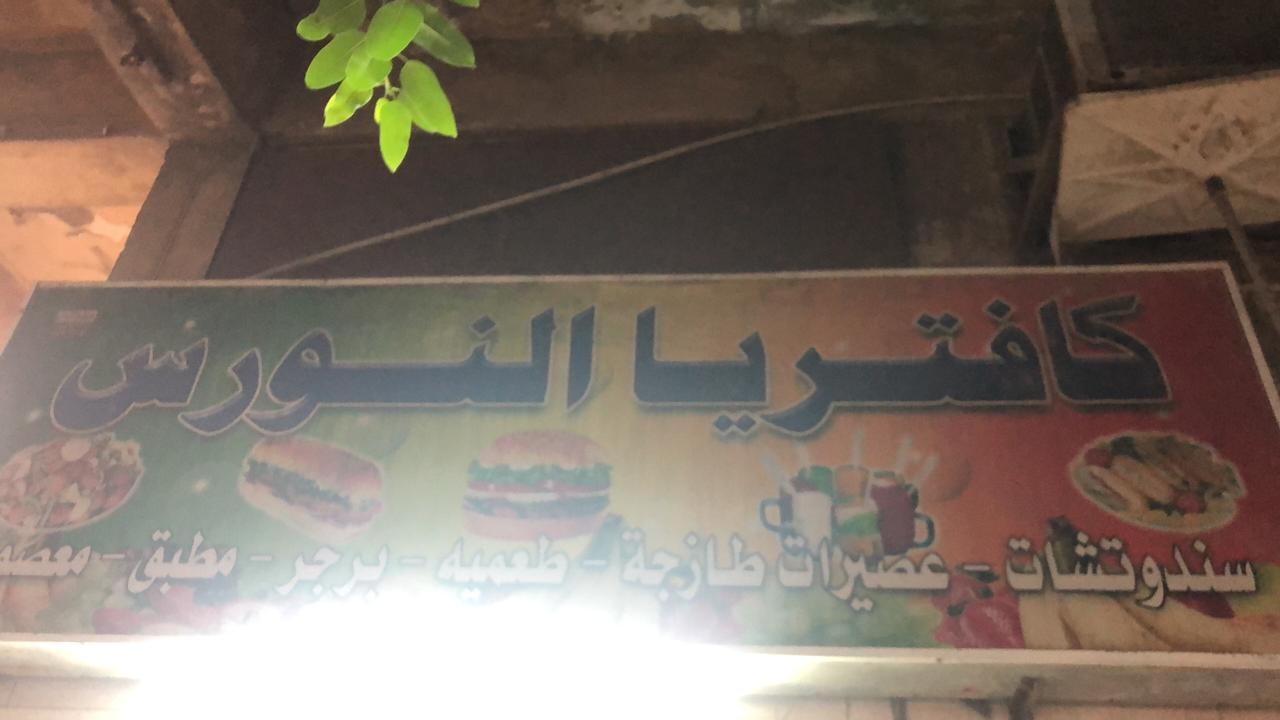 كافتريا النورس
سندوتشات - عصيرات طازجة - طعميه - برجر - مطبق -